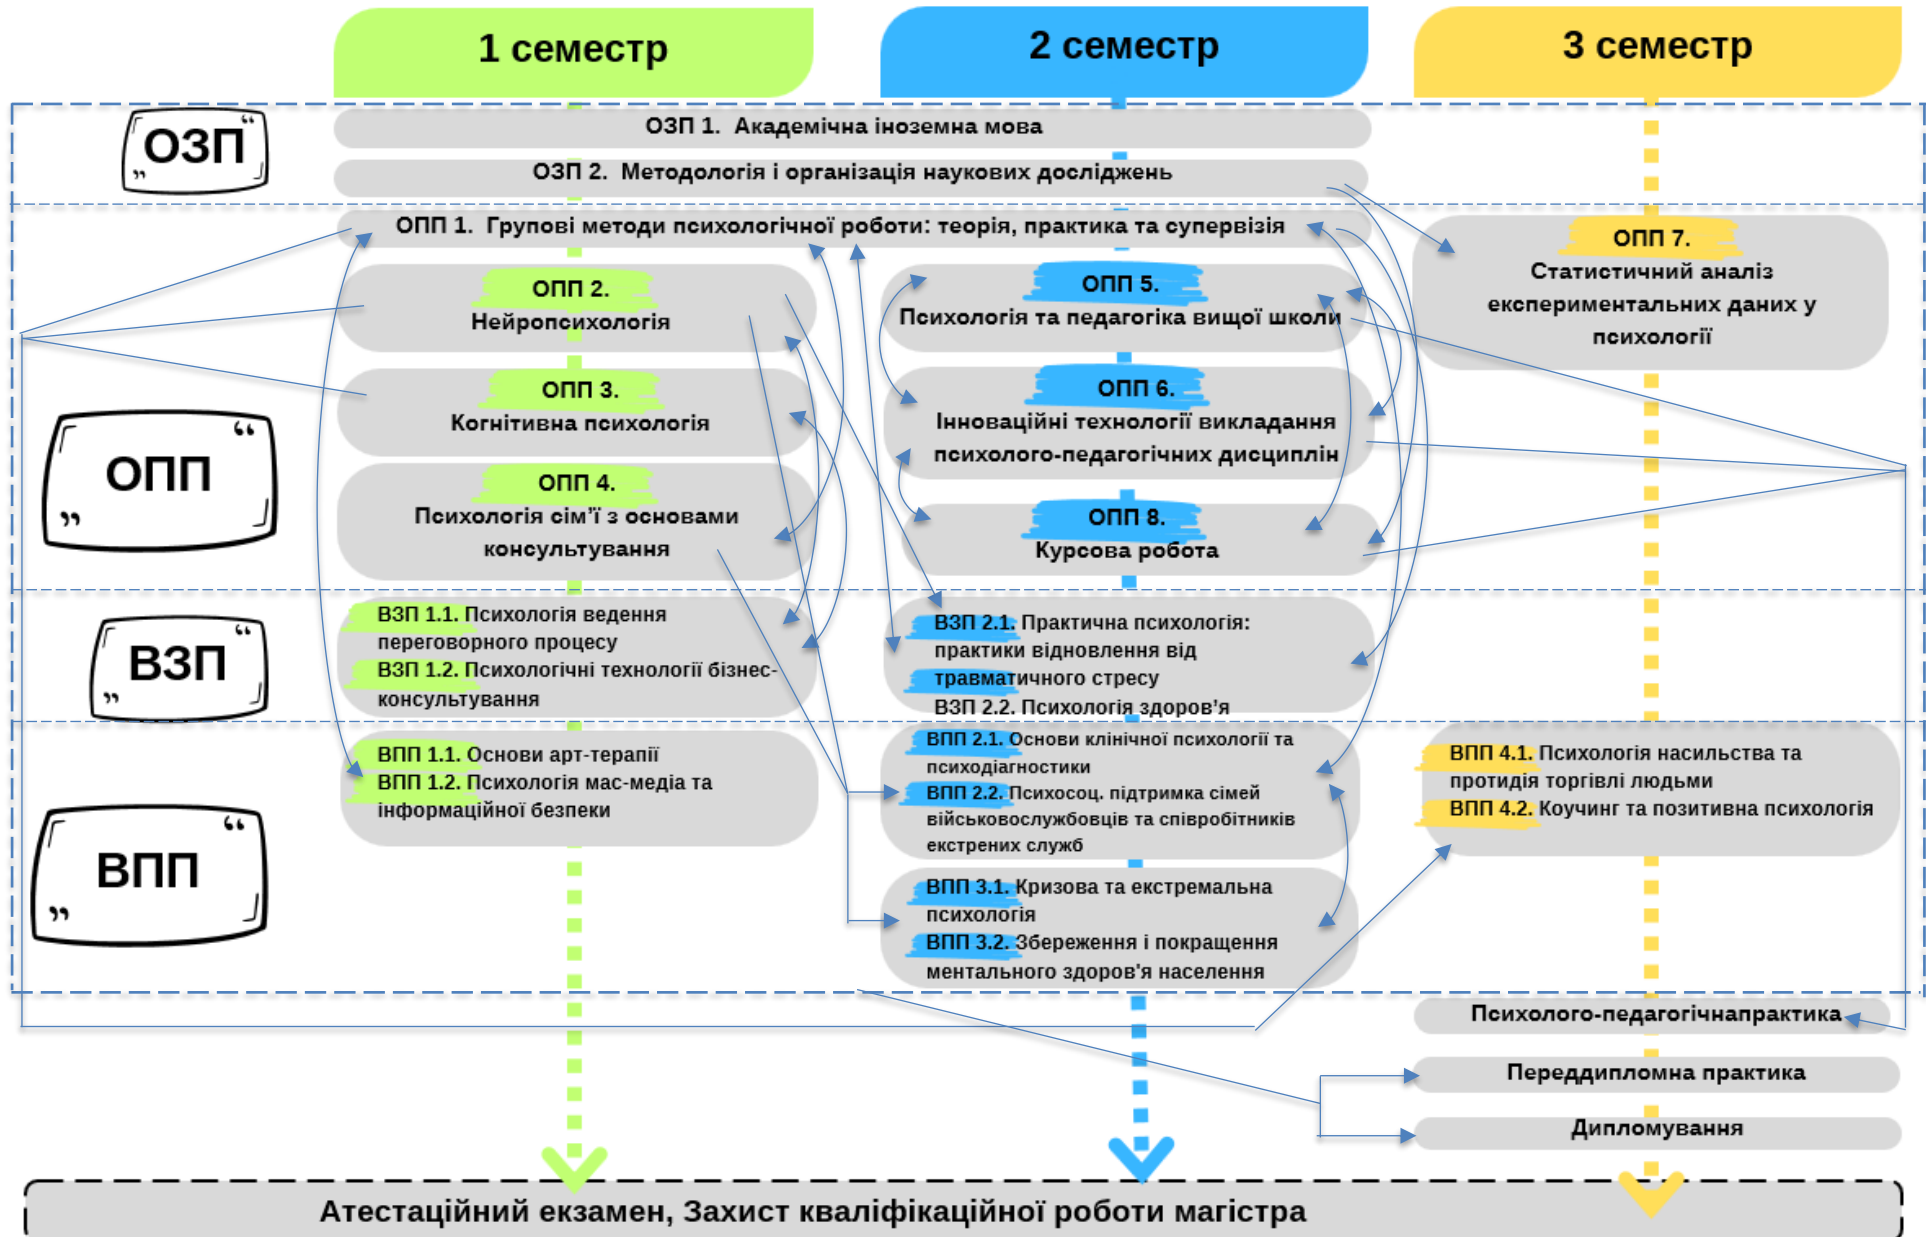 1 семестр
2 семестр
3 семестр
ОЗП
ОЗП 1. Академічна іноземна мова
ОЗП 2. Методологія і організація наукових досліджень
ОПП 1. Групові методи психологічної роботи: теорія, практика та супервізія
ОПП
ОПП 2.
Нейропсихологія
ОПП 3.
Когнітивна психологія
ОПП 4.
Психологія сім’ї з основами
консультування
ОПП 5.
Психологія та педагогіка вищої школи
ОПП 6.
Інноваційні технології викладання
психолого-педагогічних дисциплін
ОПП 8.
Курсова робота
ОПП 7.
Статистичний аналіз
експериментальних даних у
психології
ВЗП
ВЗП 1.1. Психологія ведення
переговорного процесу
ВЗП 1.2. Психологічні технології бізнес-
консультування
ВЗП 2.1. Практична психологія:
практики відновлення від
травматичного стресу
ВЗП 2.2. Психологія здоров’я
ВПП
ВПП 1.1. Основи арт-терапії
ВПП 1.2. Психологія мас-медіа та
інформаційної безпеки
ВПП 2.1. Основи клінічної психології та
психодіагностики
ВПП 2.2. Психосоц. підтримка сімей
військовослужбовців та співробітників
екстрених служб
ВПП 3.1. Кризова та екстремальна
психологія
ВПП 3.2. Збереження і покращення
ментального здоров'я населення
ВПП 4.1. Психологія насильства та
протидія торгівлі людьми
ВПП 4.2. Коучинг та позитивна психологія
Психолого-педагогічнапрактика
Переддипломна практика
Дипломування
Атестаційний екзамен, Захист кваліфікаційної роботи магістра